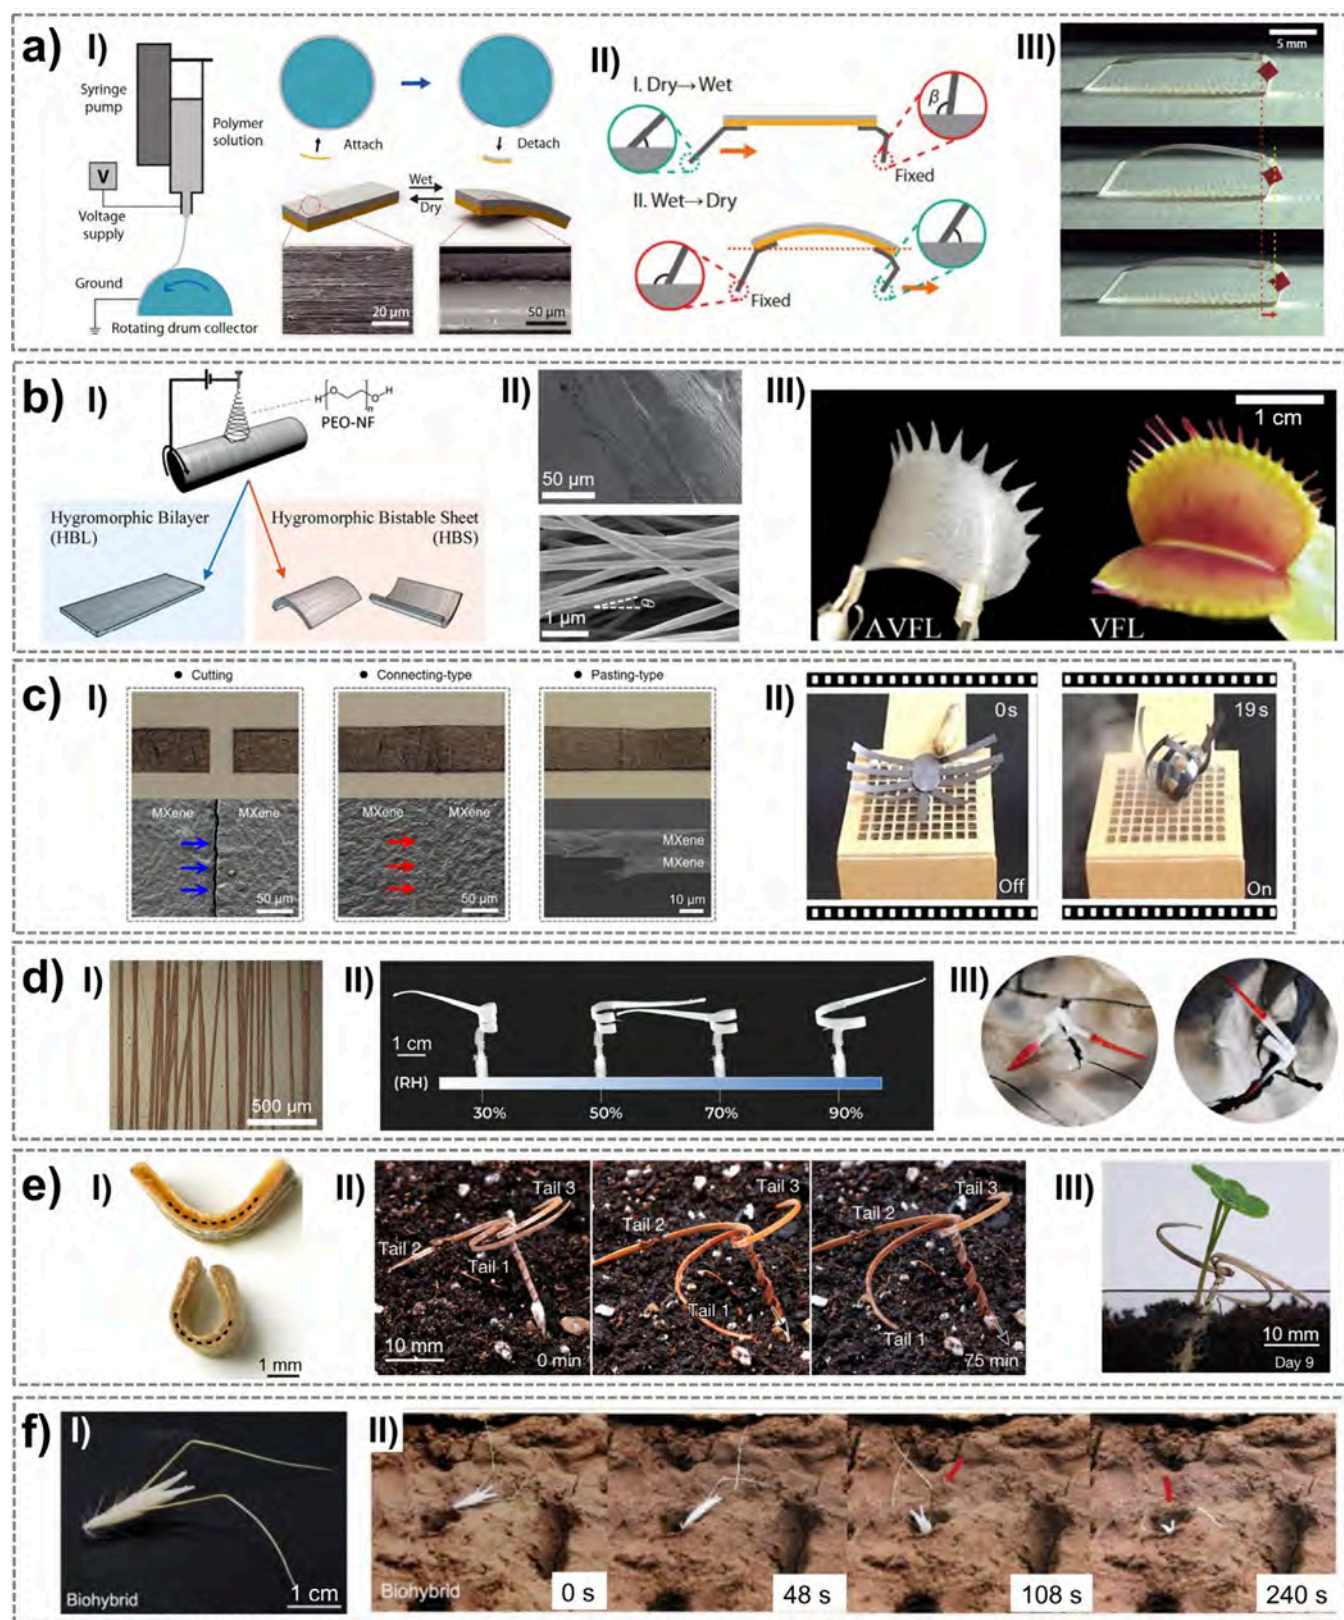 a)
I)
Syringe
pump
Polymer
solution
V
Voltage
supply
Ground
Rotating drum collector
Attach
Detach
Wet
Dry
20 µm
50 µm
II)
I. Dry→Wet
β
Fixed
II. Wet→Dry
Fixed
III)
5 mm
b)
I)
H[O]nO-H
PEO-NF
Hygromorphic Bilayer
(HBL)
Hygromorphic Bistable Sheet
(HBS)
II)
50 µm
1 µm
θ
III)
1 cm
AVFL
VFL
c)
I)
● Cutting
MXene MXene
50 µm
● Connecting-type
MXene MXene
50 µm
● Pasting-type
MXene
MXene
10 µm
II)
0 s
Off
19 s
On
d)
I)
500 µm
II)
1 cm
(RH)
30% 50% 70% 90%
III)
e)
I)
1 mm
II)
Tail 3
Tail 2
Tail 1
10 mm
0 min
Tail 3
Tail 2
Tail 1
Tail 3
Tail 2
Tail 1
75 min
III)
10 mm
Day 9
f)
I)
Biohybrid
1 cm
II)
Biohybrid
0 s
48 s
108 s
240 s